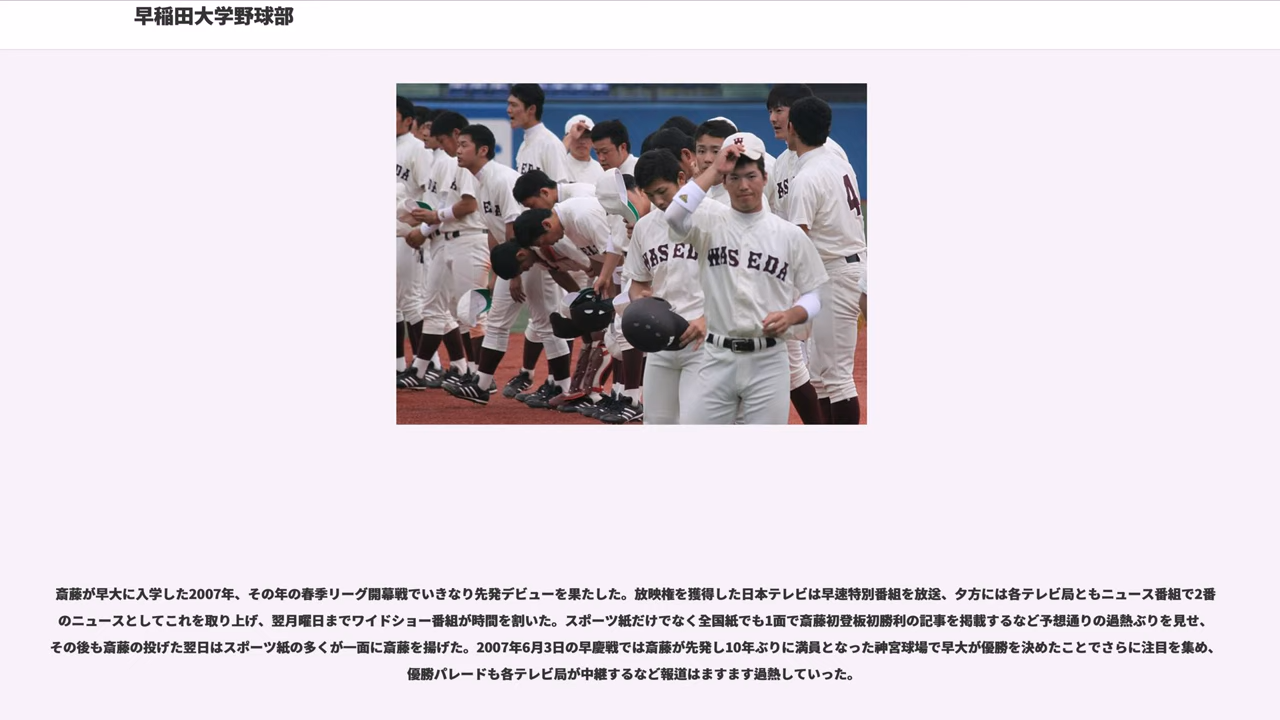 早稲田大学野球部
W
EDA
DA
A
EDA
EDA
WASED
WASEDA
AS
4
斎藤が早大に入学した2007年、その年の春季リーグ開幕戦でいきなり先発デビューを果たした。放映権を獲得した日本テレビは早速特別番組を放送、夕方には各テレビ局ともニュース番組で2番
のニュースとしてこれを取り上げ、翌月曜日までワイドショー番組が時間を割いた。スポーツ紙だけでなく全国紙でも1面で斎藤初登板初勝利の記事を掲載するなど予想通りの過熱ぶりを見せ、
その後も斎藤の投げた翌日はスポーツ紙の多くが一面に斎藤を揚げた。2007年6月3日の早慶戦では斎藤が先発し10年ぶりに満員となった神宮球場で早大が優勝を決めたことでさらに注目を集め、
優勝パレードも各テレビ局が中継するなど報道はますます過熱していった。